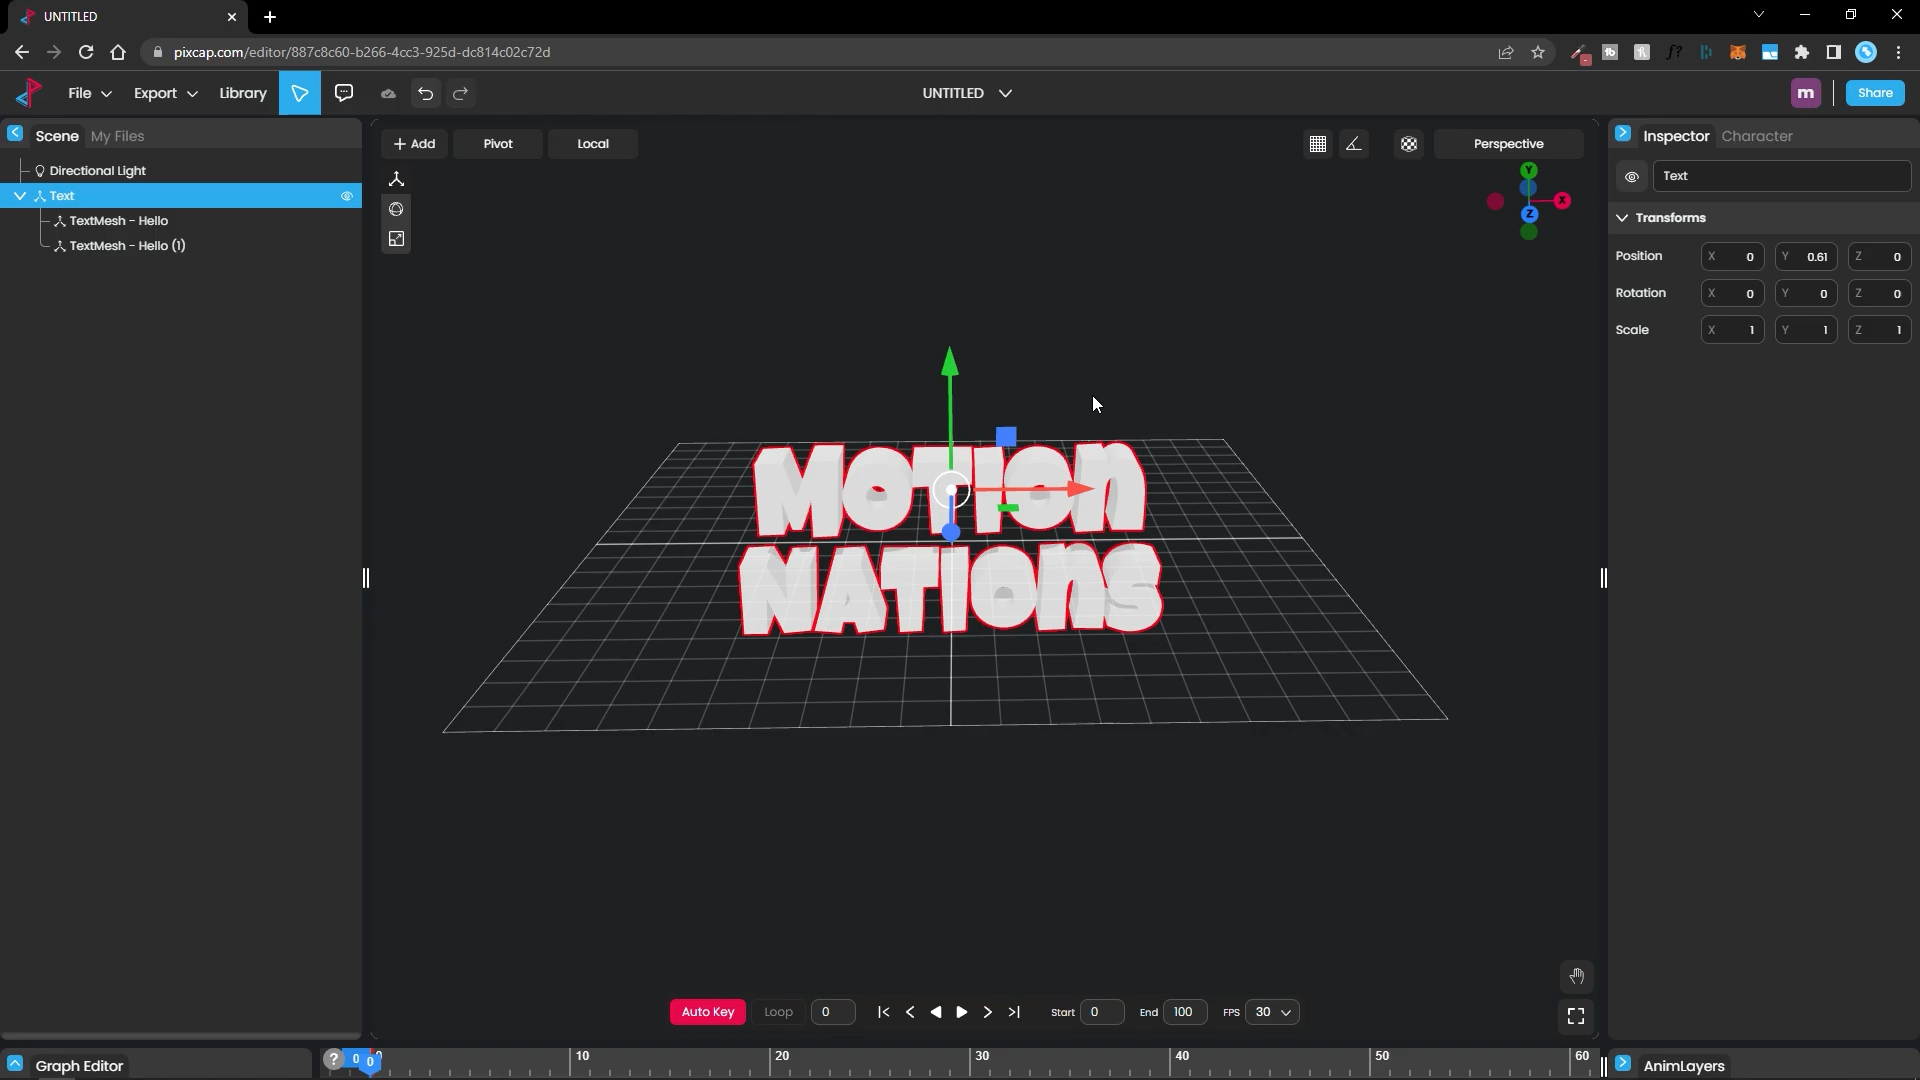 UNTITLED
pixcap.com/editor/887c8c60-b266-4cc3-925d-dc814c02c72d
File Export Library UNTITLED m Share
Scene My Files
+ Add Pivot Local Perspective
Inspector Character
Directional Light
Text
TextMesh - Hello
TextMesh - Hello (1)
Y
X
Z
Text
Transforms
Position X 0 Y 0.61 Z 0
Rotation X 0 Y 0 Z 0
Scale X 1 Y 1 Z 1
MOTIOn
NATIOnS
Auto Key Loop 0 Start 0 End 100 FPS 30
Graph Editor ? 0 0 10 20 30 40 50 60 AnimLayers